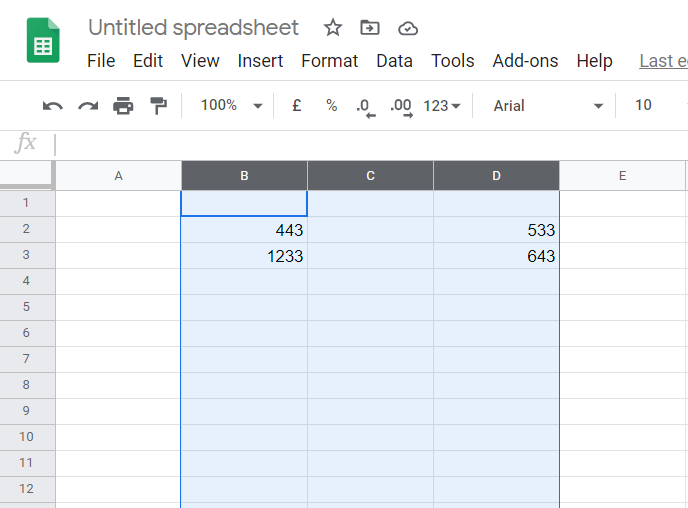 Untitled spreadsheet
File Edit View Insert Format Data Tools Add-ons Help Last e
100% £ % .0 .00 123 Arial 10
fx
A B C D E
1
2 443 533
3 1233 643
4
5
6
7
8
9
10
11
12